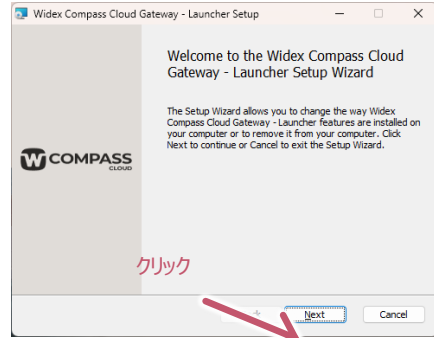 Widex Compass Cloud Gateway - Launcher Setup
Welcome to the Widex Compass Cloud
Gateway - Launcher Setup Wizard
The Setup Wizard allows you to change the way Widex
Compass Cloud Gateway - Launcher features are installed on
your computer or to remove it from your computer. Click
Next to continue or Cancel to exit the Setup Wizard.
W COMPASS
CLOUD
クリック
Next
Cancel